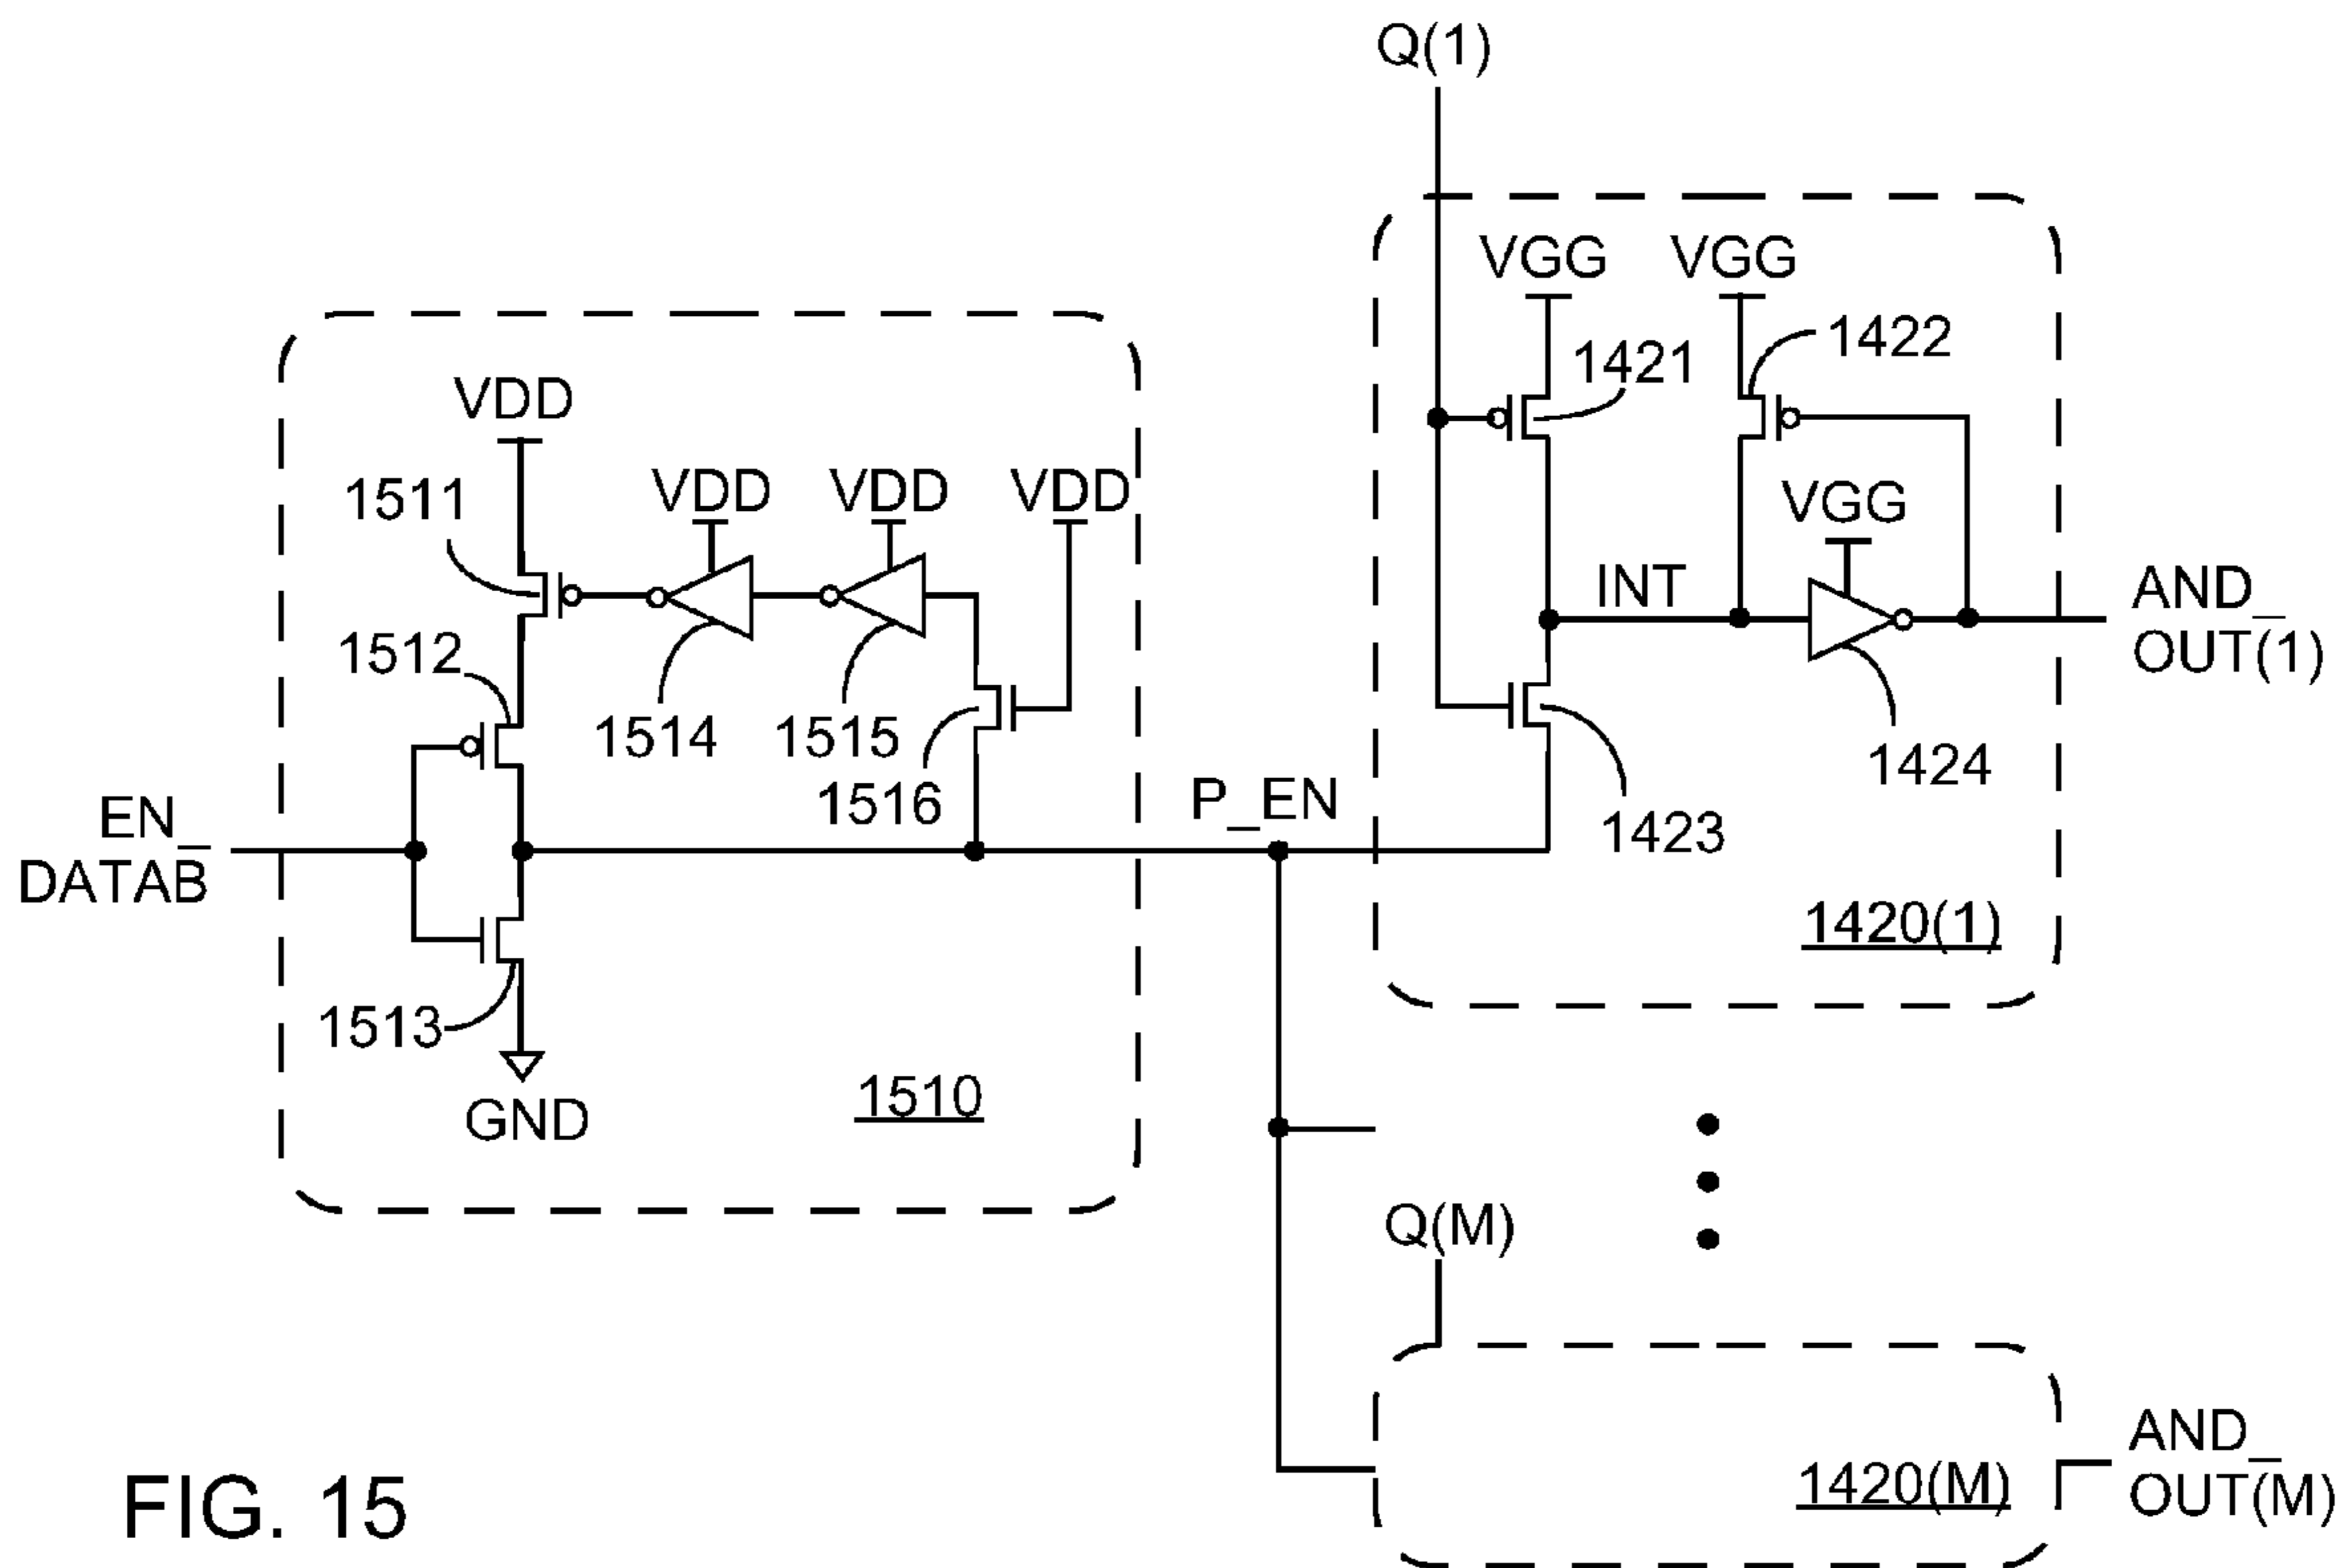 Q(1)
VGG
VGG
1421
1422
VGG
INT
AND_
OUT(1)
1424
1423
1420(1)
VDD
1511
VDD
VDD
VDD
1512
1514
1515
1516
EN_
DATAB
P_EN
1513
GND
1510
Q(M)
1420(M)
AND_
OUT(M)
FIG. 15